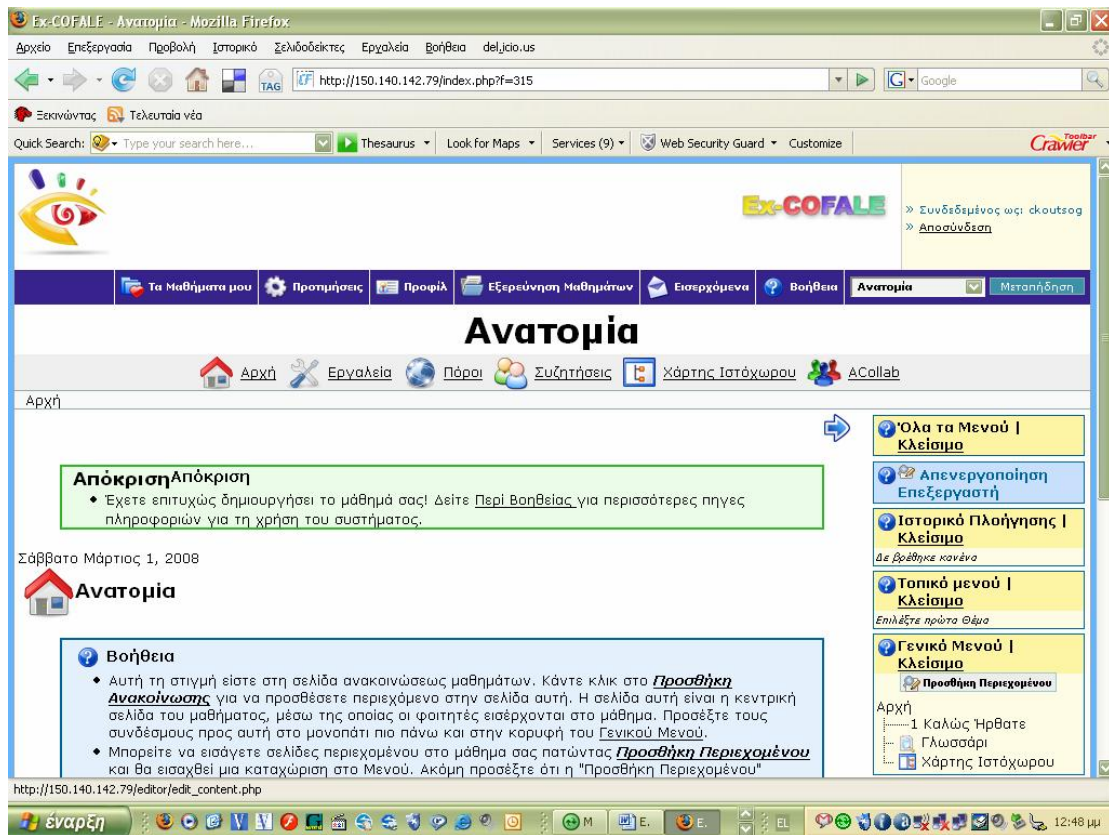 Ex-COFALE - Ανατομία - Mozilla Firefox
Αρχείο Επεξεργασία Προβολή Ιστορικό Σελιδοδείκτες Εργαλεία Βοήθεια del.icio.us
TAG http://150.140.142.79/index.php?f=315 G Google
Ξεκινώντας Τελευταία νέα
Quick Search: Type your search here... Thesaurus Look for Maps Services (9) Web Security Guard Customize Crawler Toolbar
Ex-COFALE
» Συνδεδεμένος ως: ckoutsog
» Αποσύνδεση
Τα Μαθήματα μου Προτιμήσεις Προφίλ Εξερεύνηση Μαθημάτων Εισερχόμενα Βοήθεια Ανατομία Μεταπήδηση
Ανατομία
Αρχή Εργαλεία Πόροι Συζητήσεις Χάρτης Ιστόχωρου ACollab
Αρχή
Απόκριση Απόκριση
• Έχετε επιτυχώς δημιουργήσει το μάθημά σας! Δείτε Περί Βοηθείας για περισσότερες πηγες
πληροφοριών για τη χρήση του συστήματος.
Σάββατο Μάρτιος 1, 2008
Ανατομία
Βοήθεια
• Αυτή τη στιγμή είστε στη σελίδα ανακοινώσεως μαθημάτων. Κάντε κλικ στο Προσθήκη
Ανακοίνωσης για να προσθέσετε περιεχόμενο στην σελίδα αυτή. Η σελίδα αυτή είναι η κεντρική
σελίδα του μαθήματος, μέσω της οποίας οι φοιτητές εισέρχονται στο μάθημα. Προσέξτε τους
συνδέσμους προς αυτή στο μονοπάτι πιο πάνω και στην κορυφή του Γενικού Μενού.
• Μπορείτε να εισάγετε σελίδες περιεχομένου στο μάθημα σας πατώντας Προσθήκη Περιεχομένου
και θα εισαχθεί μια καταχώριση στο Μενού. Ακόμη προσέξτε ότι η "Προσθήκη Περιεχομένου"
Όλα τα Μενού |
Κλείσιμο
Απενεργοποίηση
Επεξεργαστή
Ιστορικό Πλοήγησης |
Κλείσιμο
Δε βρέθηκε κανένα
Τοπικό μενού |
Κλείσιμο
Επιλέξτε πρώτα Θέμα
Γενικό Μενού |
Κλείσιμο
Προσθήκη Περιεχομένου
Αρχή
1 Καλώς Ήρθατε
Γλωσσάρι
Χάρτης Ιστόχωρου
http://150.140.142.79/editor/edit_content.php
έναρξη M E. E. EL 12:48 μμ